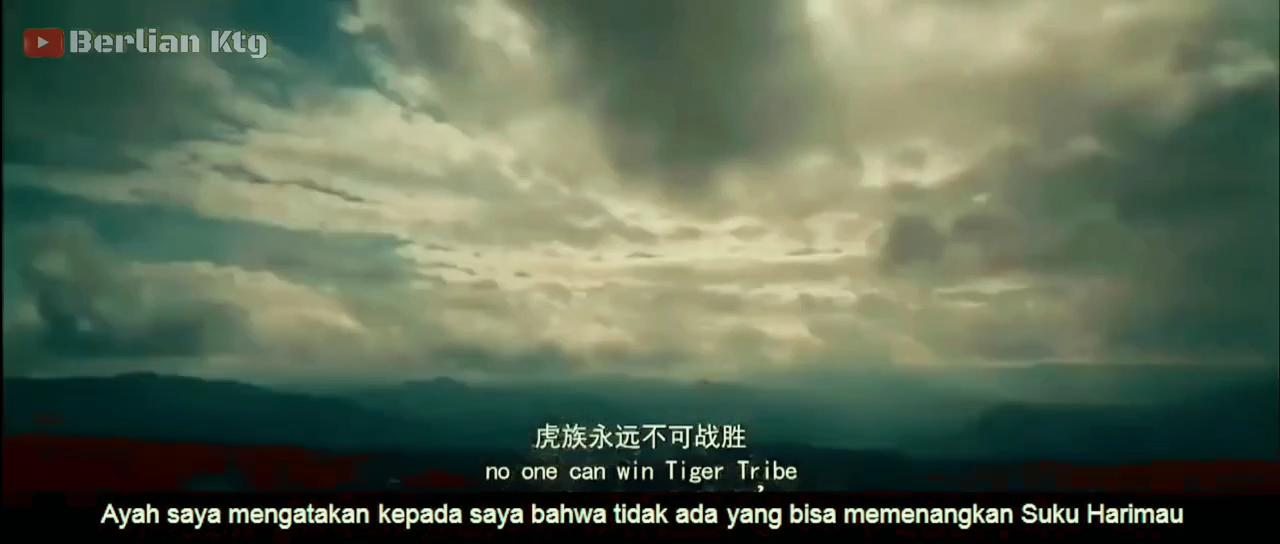 Berlian Ktg
虎族永远不可战胜
no one can win Tiger Tribe
,
Ayah saya mengatakan kepada saya bahwa tidak ada yang bisa memenangkan Suku Harimau